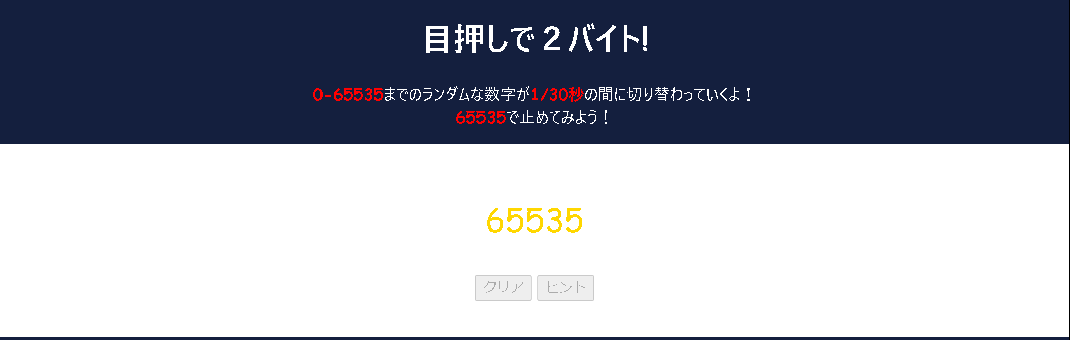 目押しで２バイト!
0-65535までのランダムな数字が1/30秒の間に切り替わっていくよ！
65535で止めてみよう！
65535
クリア ヒント